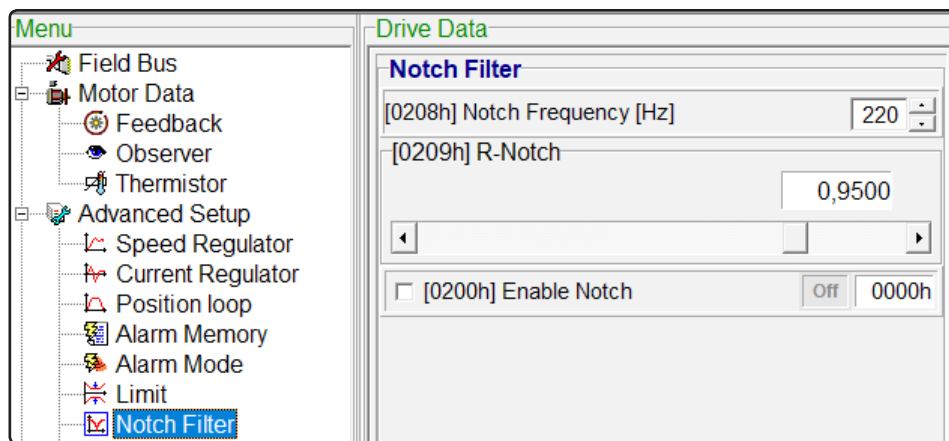 Menu
Field Bus
Motor Data
Feedback
Observer
Thermistor
Advanced Setup
Speed Regulator
Current Regulator
Position loop
Alarm Memory
Alarm Mode
Limit
Notch Filter
Drive Data
Notch Filter
[0208h] Notch Frequency [Hz] 220
[0209h] R-Notch
0,9500
[0200h] Enable Notch Off 0000h